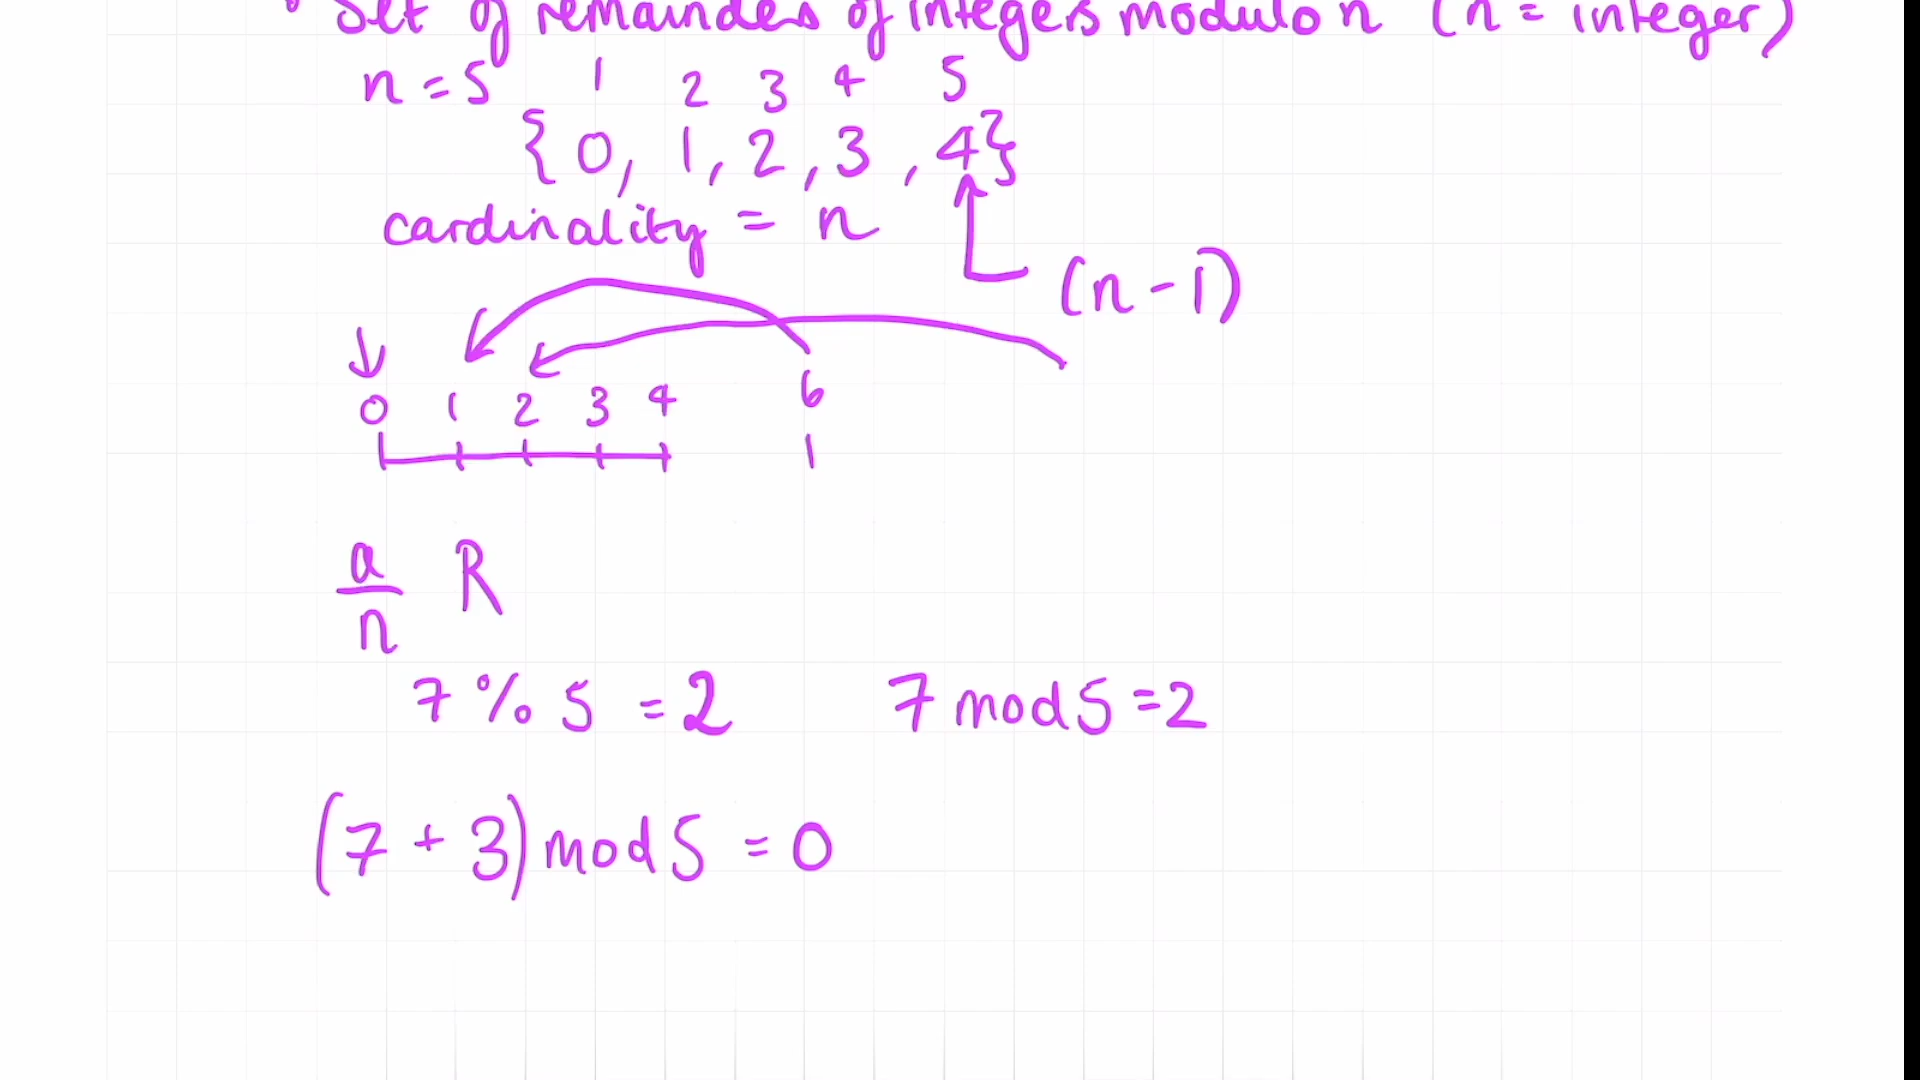 • Set of remainders of integers modulo n (n = integer)
n = 5 1 2 3 4 5
{0, 1, 2, 3, 4}
cardinality = n
(n-1)
0 1 2 3 4 6
1
a/n R
7 % 5 = 2 7 mod 5 = 2
(7 + 3) mod 5 = 0